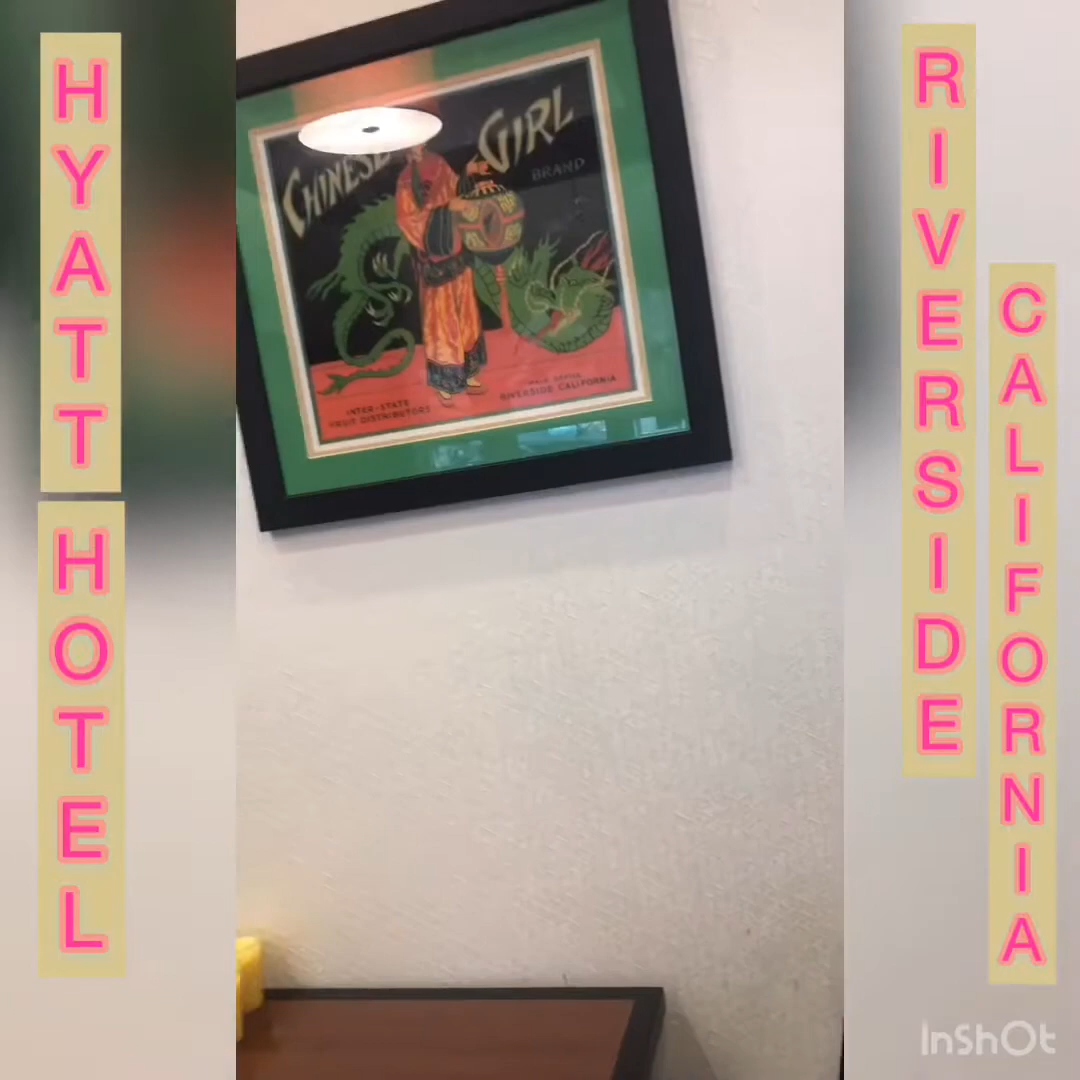 HYATT
HOTEL
CHINESE GIRL
BRAND
INTER-STATE
FRUIT DISTRIBUTORS
RIVERSIDE CALIFORNIA
RIVERSIDE
CALIFORNIA
InShOt